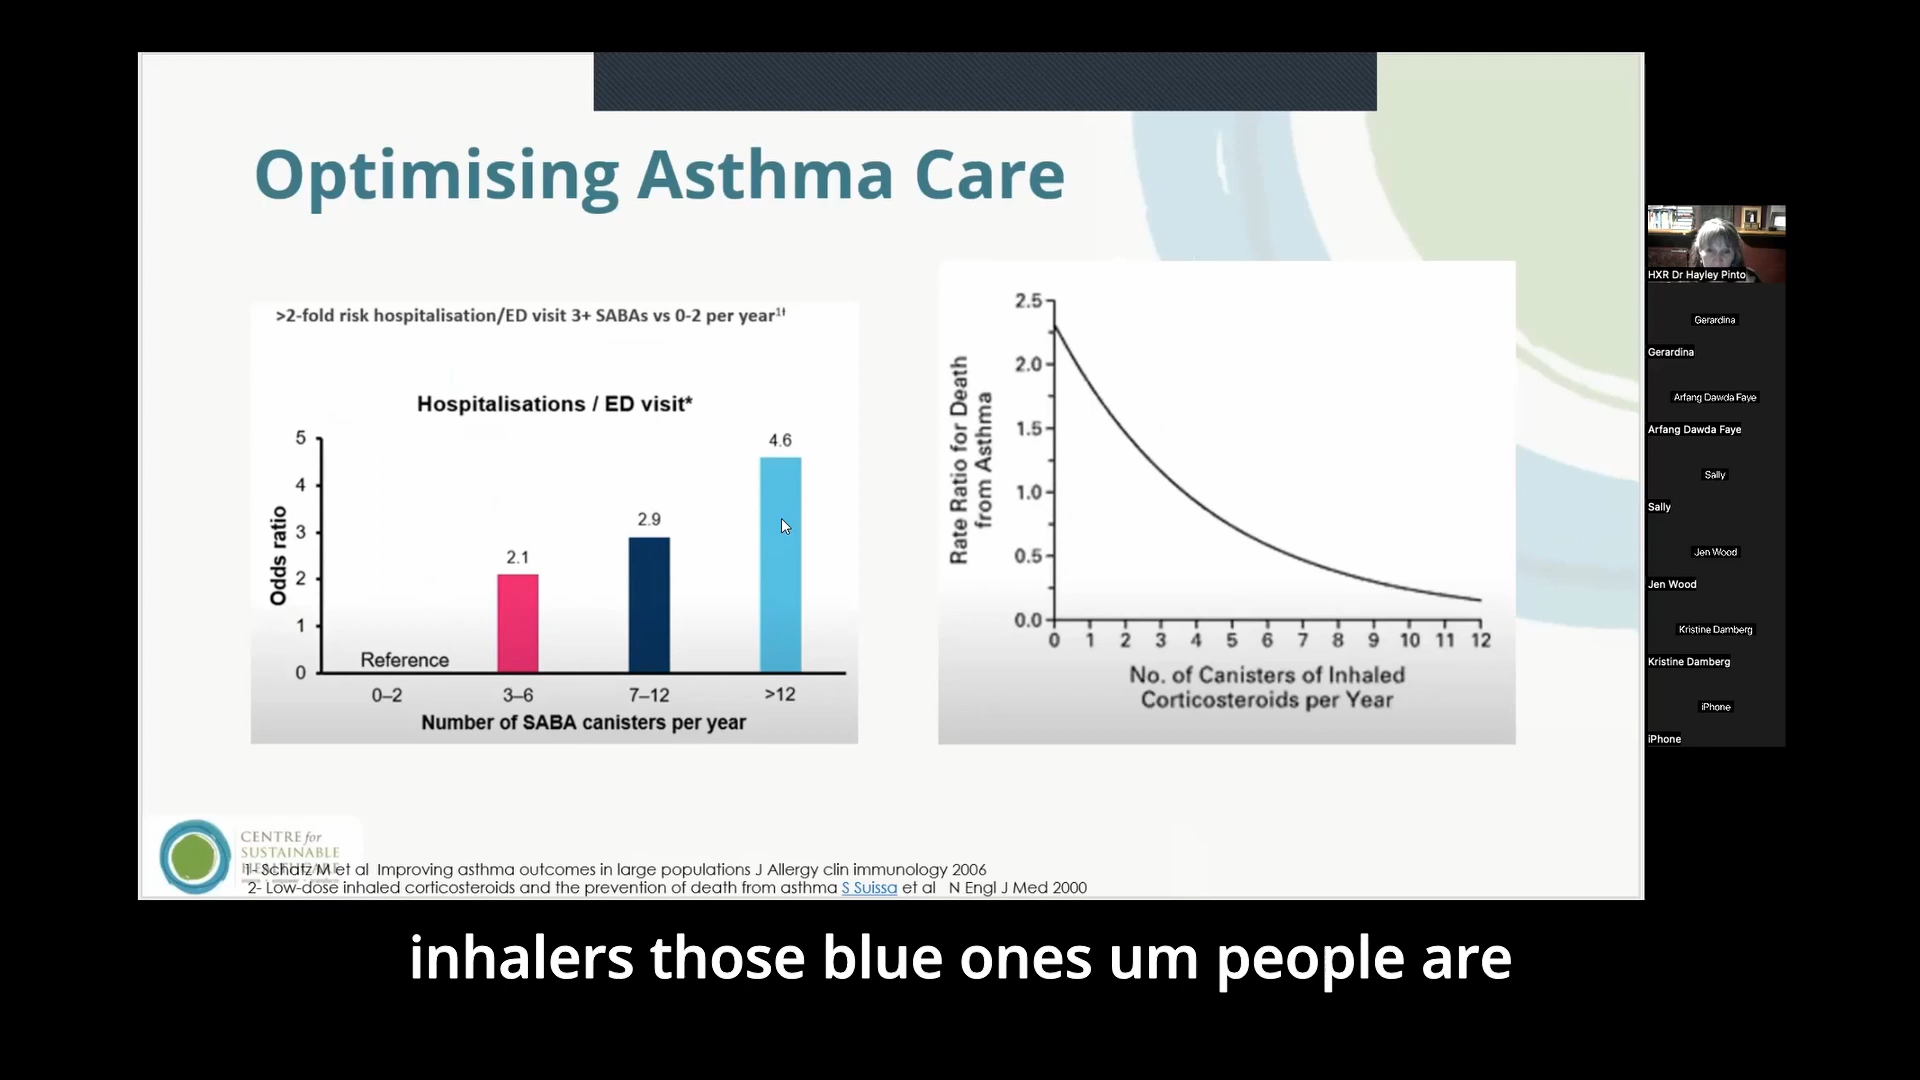 Optimising Asthma Care
>2-fold risk hospitalisation/ED visit 3+ SABAs vs 0-2 per year¹†
Hospitalisations / ED visit*
Odds ratio
5
4
3
2
1
0
Reference
2.1
2.9
4.6
0–2
3–6
7–12
>12
Number of SABA canisters per year
Rate Ratio for Death
from Asthma
2.5
2.0
1.5
1.0
0.5
0.0
0 1 2 3 4 5 6 7 8 9 10 11 12
No. of Canisters of Inhaled
Corticosteroids per Year
CENTRE for
SUSTAINABLE
1- Schatz M et al Improving asthma outcomes in large populations J Allergy clin immunology 2006
2- Low-dose inhaled corticosteroids and the prevention of death from asthma S Suissa et al N Engl J Med 2000
HXR Dr Hayley Pinto
Gerardina
Gerardina
Arfang Dawda Faye
Arfang Dawda Faye
Sally
Sally
Jen Wood
Jen Wood
Kristine Damberg
Kristine Damberg
iPhone
iPhone
inhalers those blue ones um people are